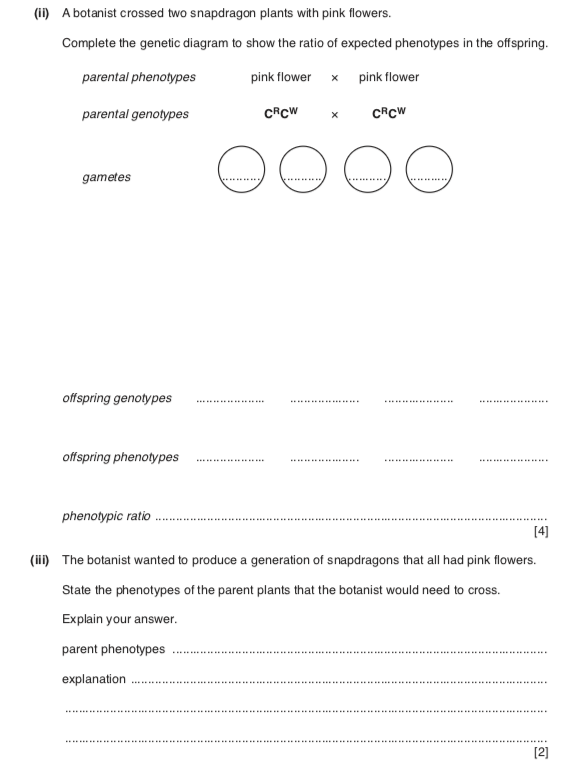 (ii) A botanist crossed two snapdragon plants with pink flowers.
Complete the genetic diagram to show the ratio of expected phenotypes in the offspring.
parental phenotypes pink flower × pink flower
parental genotypes CᴿCᵂ × CᴿCᵂ
gametes ............ ............ ............ ............
offspring genotypes .................... .................... .................... ....................
offspring phenotypes .................... .................... .................... ....................
phenotypic ratio ..................................................................................................................
[4]
(iii) The botanist wanted to produce a generation of snapdragons that all had pink flowers.
State the phenotypes of the parent plants that the botanist would need to cross.
Explain your answer.
parent phenotypes ..............................................................................................................
explanation ..........................................................................................................................
..............................................................................................................................................
..............................................................................................................................................
[2]